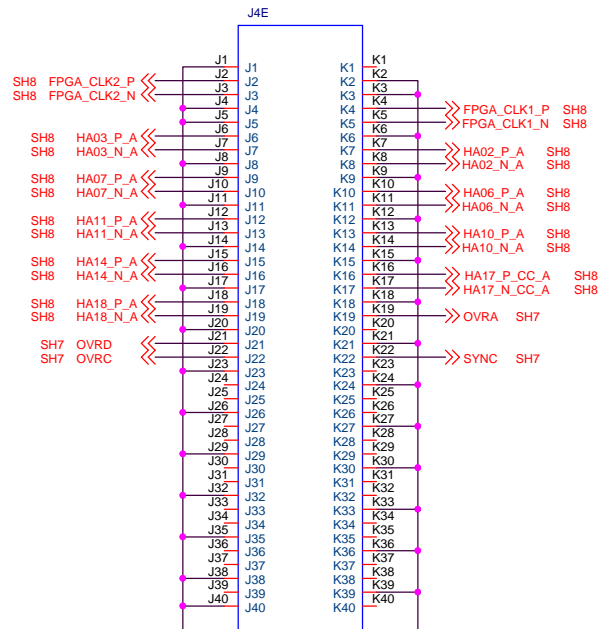 J4E
J1 J1 K1 K1
SH8 FPGA_CLK2_P J2 J2 K2 K2
SH8 FPGA_CLK2_N J3 J3 K3 K3
J4 J4 K4 K4 FPGA_CLK1_P SH8
J5 J5 K5 K5 FPGA_CLK1_N SH8
SH8 HA03_P_A J6 J6 K6 K6
SH8 HA03_N_A J7 J7 K7 K7 HA02_P_A SH8
J8 J8 K8 K8 HA02_N_A SH8
SH8 HA07_P_A J9 J9 K9 K9
SH8 HA07_N_A J10 J10 K10 K10 HA06_P_A SH8
J11 J11 K11 K11 HA06_N_A SH8
SH8 HA11_P_A J12 J12 K12 K12
SH8 HA11_N_A J13 J13 K13 K13 HA10_P_A SH8
J14 J14 K14 K14 HA10_N_A SH8
SH8 HA14_P_A J15 J15 K15 K15
SH8 HA14_N_A J16 J16 K16 K16 HA17_P_CC_A SH8
J17 J17 K17 K17 HA17_N_CC_A SH8
SH8 HA18_P_A J18 J18 K18 K18
SH8 HA18_N_A J19 J19 K19 K19 OVRA SH7
J20 J20 K20 K20
SH7 OVRD J21 J21 K21 K21
SH7 OVRC J22 J22 K22 K22 SYNC SH7
J23 J23 K23 K23
J24 J24 K24 K24
J25 J25 K25 K25
J26 J26 K26 K26
J27 J27 K27 K27
J28 J28 K28 K28
J29 J29 K29 K29
J30 J30 K30 K30
J31 J31 K31 K31
J32 J32 K32 K32
J33 J33 K33 K33
J34 J34 K34 K34
J35 J35 K35 K35
J36 J36 K36 K36
J37 J37 K37 K37
J38 J38 K38 K38
J39 J39 K39 K39
J40 J40 K40 K40